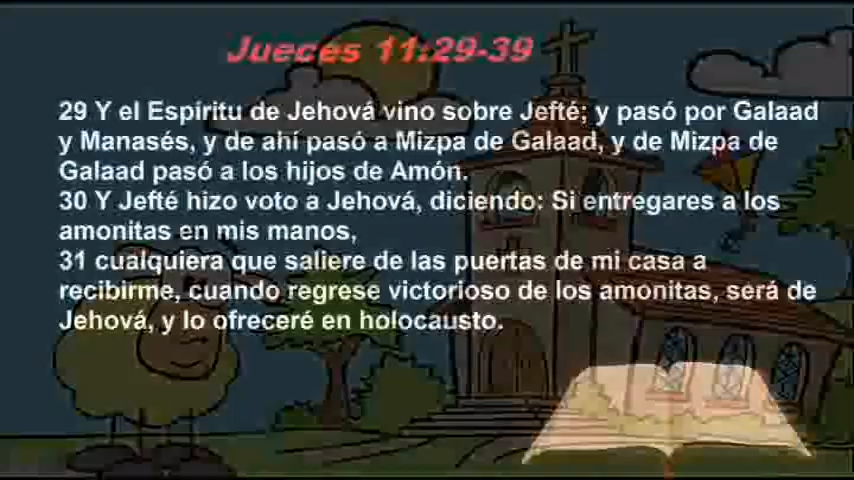 Jueces 11:29-39
29 Y el Espíritu de Jehová vino sobre Jefté; y pasó por Galaad
y Manasés, y de ahí pasó a Mizpa de Galaad, y de Mizpa de
Galaad pasó a los hijos de Amón.
30 Y Jefté hizo voto a Jehová, diciendo: Si entregares a los
amonitas en mis manos,
31 cualquiera que saliere de las puertas de mi casa a
recibirme, cuando regrese victorioso de los amonitas, será de
Jehová, y lo ofreceré en holocausto.